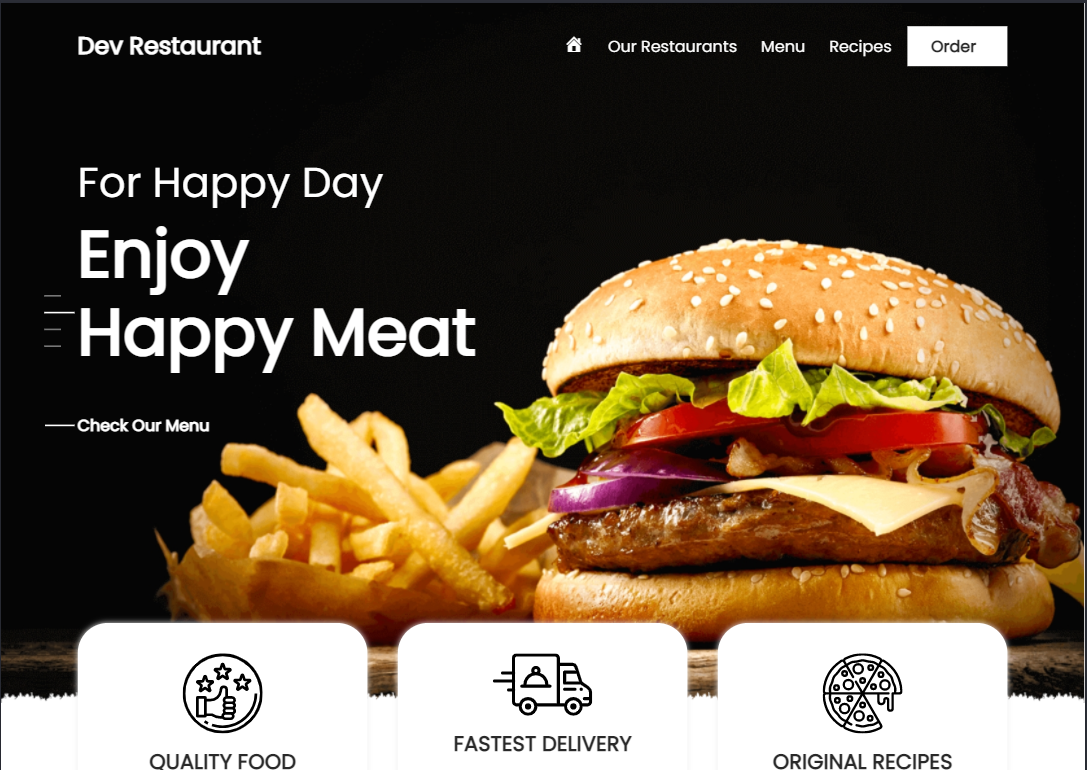 Dev Restaurant
Our Restaurants
Menu
Recipes
Order
For Happy Day
Enjoy
Happy Meat
Check Our Menu
QUALITY FOOD
FASTEST DELIVERY
ORIGINAL RECIPES